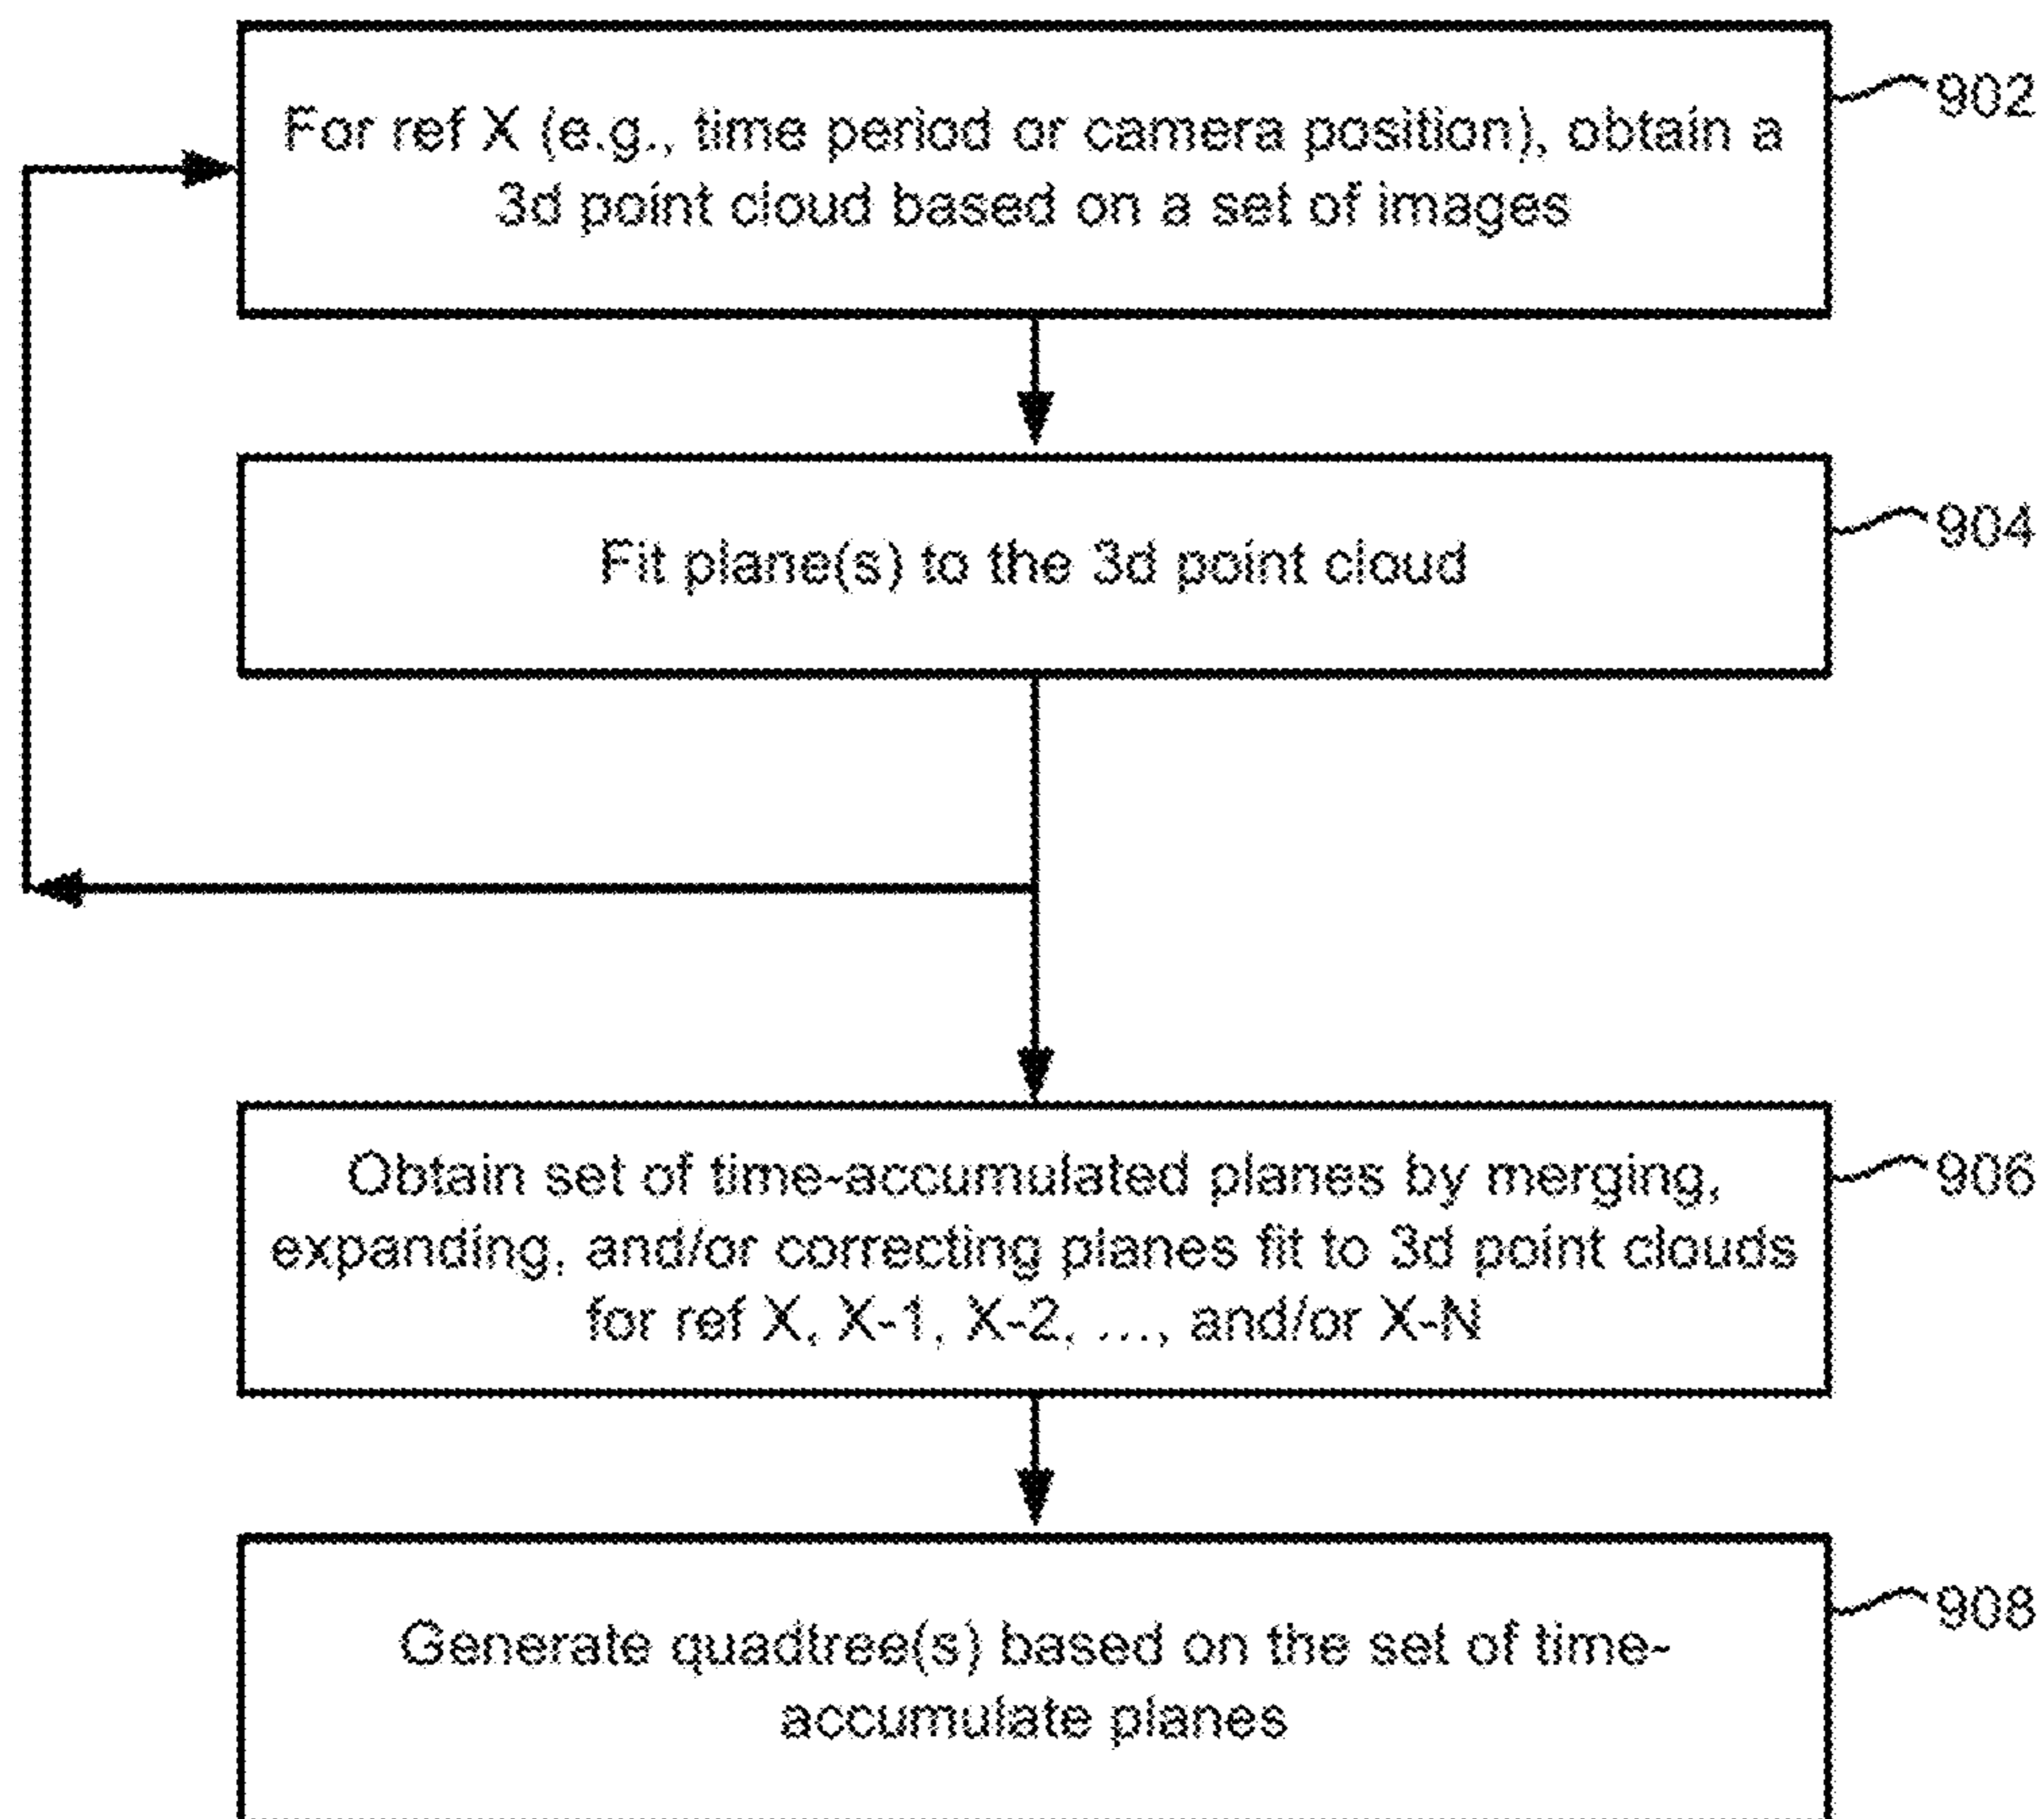 For ref X (e.g., time period or camera position), obtain a
3d point cloud based on a set of images
902
Fit plane(s) to the 3d point cloud
904
Obtain set of time-accumulated planes by merging,
expanding, and/or correcting planes fit to 3d point clouds
for ref X, X-1, X-2, ..., and/or X-N
906
Generate quadtree(s) based on the set of time-
accumulate planes
908